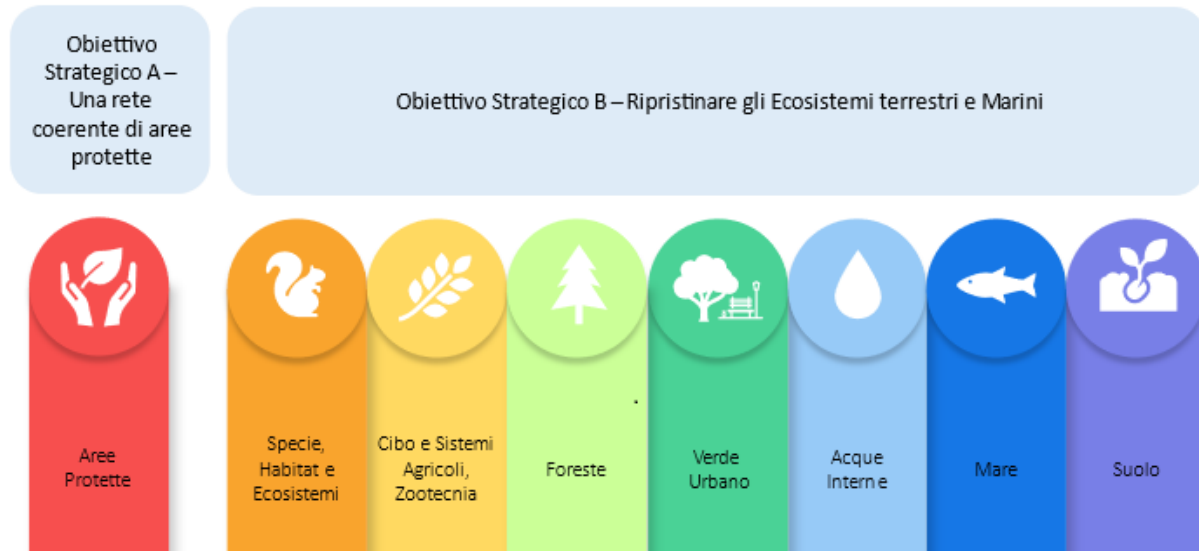 Obiettivo
Strategico A –
Una rete
coerente di aree
protette
Obiettivo Strategico B – Ripristinare gli Ecosistemi terrestri e Marini
Aree
Protette
Specie,
Habitat e
Ecosistemi
Cibo e Sistemi
Agricoli,
Zootecnia
Foreste
Verde
Urbano
Acque
Interne
Mare
Suolo